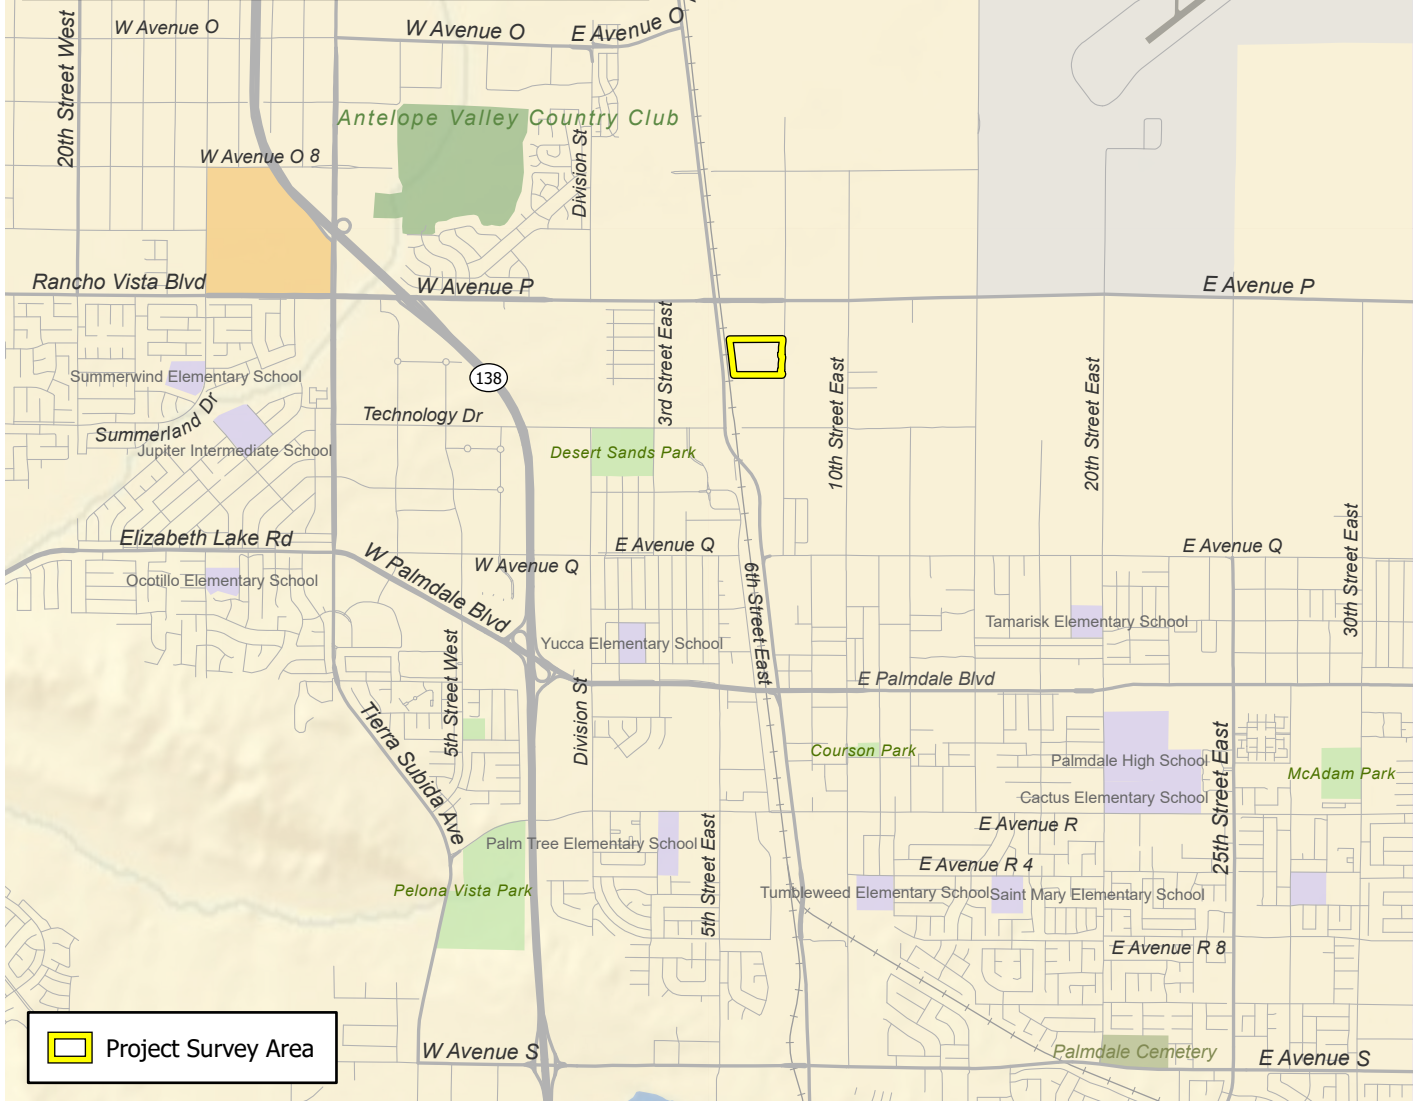 W Avenue O
W Avenue O
E Avenue O
20th Street West
Antelope Valley Country Club
W Avenue O 8
Division St
Rancho Vista Blvd
W Avenue P
E Avenue P
3rd Street East
Summerwind Elementary School
138
10th Street East
20th Street East
Summerland Dr
Technology Dr
Jupiter Intermediate School
Desert Sands Park
Elizabeth Lake Rd
W Palmdale Blvd
W Avenue Q
E Avenue Q
E Avenue Q
30th Street East
Ocotillo Elementary School
6th Street East
Tamarisk Elementary School
Yucca Elementary School
5th Street West
E Palmdale Blvd
Division St
Tierra Subida Ave
Courson Park
Palmdale High School
25th Street East
McAdam Park
Cactus Elementary School
E Avenue R
Palm Tree Elementary School
5th Street East
E Avenue R 4
Pelona Vista Park
Tumbleweed Elementary School
Saint Mary Elementary School
E Avenue R 8
Project Survey Area
W Avenue S
Palmdale Cemetery
E Avenue S